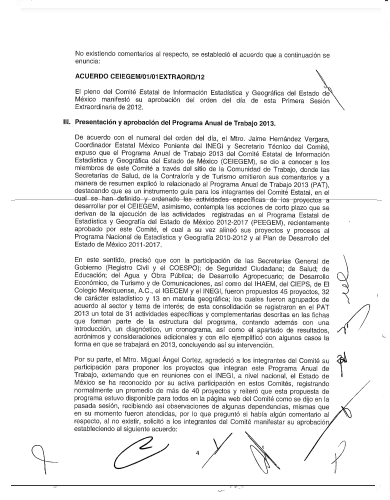 No existiendo comentarios al respecto, se estableció el acuerdo que a continuación se
enuncia:
ACUERDO CEIEGEM/01/01EXTRAORD/12
El pleno del Comité Estatal de Información Estadística y Geográfica del Estado de
México manifestó su aprobación del orden del día de esta Primera Sesión
Extraordinaria de 2012.
III. Presentación y aprobación del Programa Anual de Trabajo 2013.
De acuerdo con el numeral del orden del día, el Mtro. Jaime Hernández Vergara,
Coordinador Estatal México Poniente del INEGI y Secretario Técnico del Comité,
expuso que el Programa Anual de Trabajo 2013 del Comité Estatal de Información
Estadística y Geográfica del Estado de México (CEIEGEM), se dio a conocer a los
miembros de este Comité a través del sitio de la Comunidad de Trabajo, donde las
Secretarías de Salud, de la Contraloría y de Turismo emitieron sus comentarios y a
manera de resumen explicó lo relacionado al Programa Anual de Trabajo 2013 (PAT),
destacando que es un instrumento guía para los integrantes del Comité Estatal, en el
cual se han definido y ordenado las actividades específicas de los proyectos a
desarrollar por el CEIEGEM, asimismo, contempla las acciones de corto plazo que se
derivan de la ejecución de las actividades registradas en el Programa Estatal de
Estadística y Geografía del Estado de México 2012-2017 (PEEGEM), recientemente
aprobado por este Comité, el cual a su vez alineó sus proyectos y procesos al
Programa Nacional de Estadística y Geografía 2010-2012 y al Plan de Desarrollo del
Estado de México 2011-2017.
En este sentido, precisó que con la participación de las Secretarías General de
Gobierno (Registro Civil y el COESPO); de Seguridad Ciudadana; de Salud; de
Educación; del Agua y Obra Pública; de Desarrollo Agropecuario; de Desarrollo
Económico, de Turismo y de Comunicaciones, así como del IHAEM, del CIEPS, de El
Colegio Mexiquense, A.C., el IGECEM y el INEGI, fueron propuestos 45 proyectos, 32
de carácter estadístico y 13 en materia geográfica; los cuales fueron agrupados de
acuerdo al sector y tema de interés; de esta consolidación se registraron en el PAT
2013 un total de 31 actividades específicas y complementarias descritas en las fichas
que forman parte de la estructura del programa, contando además con una
introducción, un diagnóstico, un cronograma, así como el apartado de resultados,
acrónimos y consideraciones adicionales y con ello ejemplificó con algunos casos la
forma en que se trabajará en 2013, concluyendo así su intervención.
Por su parte, el Mtro. Miguel Ángel Cortez, agradeció a los integrantes del Comité su
participación para proponer los proyectos que integran este Programa Anual de
Trabajo, externando que en reuniones con el INEGI, a nivel nacional, el Estado de
México se ha reconocido por su activa participación en estos Comités, registrando
normalmente un promedio de más de 40 proyectos y reiteró que esta propuesta de
programa estuvo disponible para todos en la página web del Comité como se dijo en la
pasada sesión, recibiendo así observaciones de algunas dependencias, mismas que
en su momento fueron atendidas, por lo que preguntó si había algún comentario al
respecto, al no existir, solicitó a los integrantes del Comité manifestar su aprobación
estableciendo el siguiente acuerdo:
4